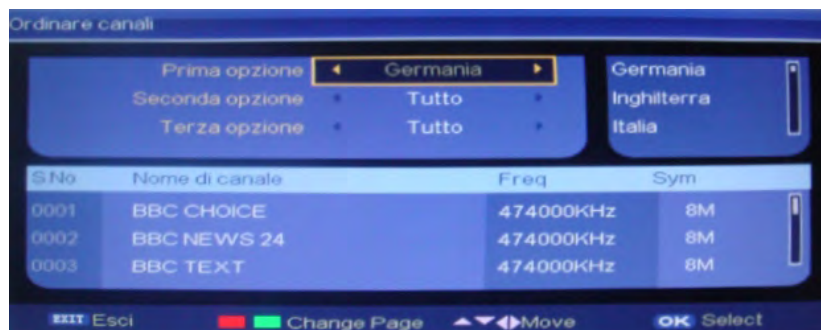 Ordinare canali
Prima opzione Germania
Seconda opzione Tutto
Terza opzione Tutto
Germania
Inghilterra
Italia
S.No Nome di canale Freq Sym
0001 BBC CHOICE 474000KHz 8M
0002 BBC NEWS 24 474000KHz 8M
0003 BBC TEXT 474000KHz 8M
EXIT Esci Change Page Move OK Select